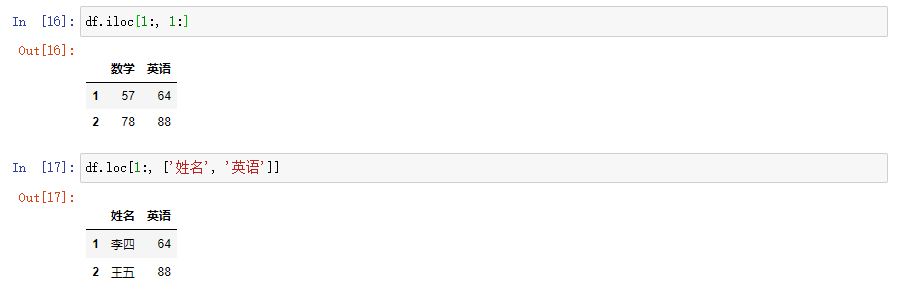 In [16]: df.iloc[1:, 1:]
Out[16]:
数学 英语
1 57 64
2 78 88
In [17]: df.loc[1:, ['姓名', '英语']]
Out[17]:
姓名 英语
1 李四 64
2 王五 88